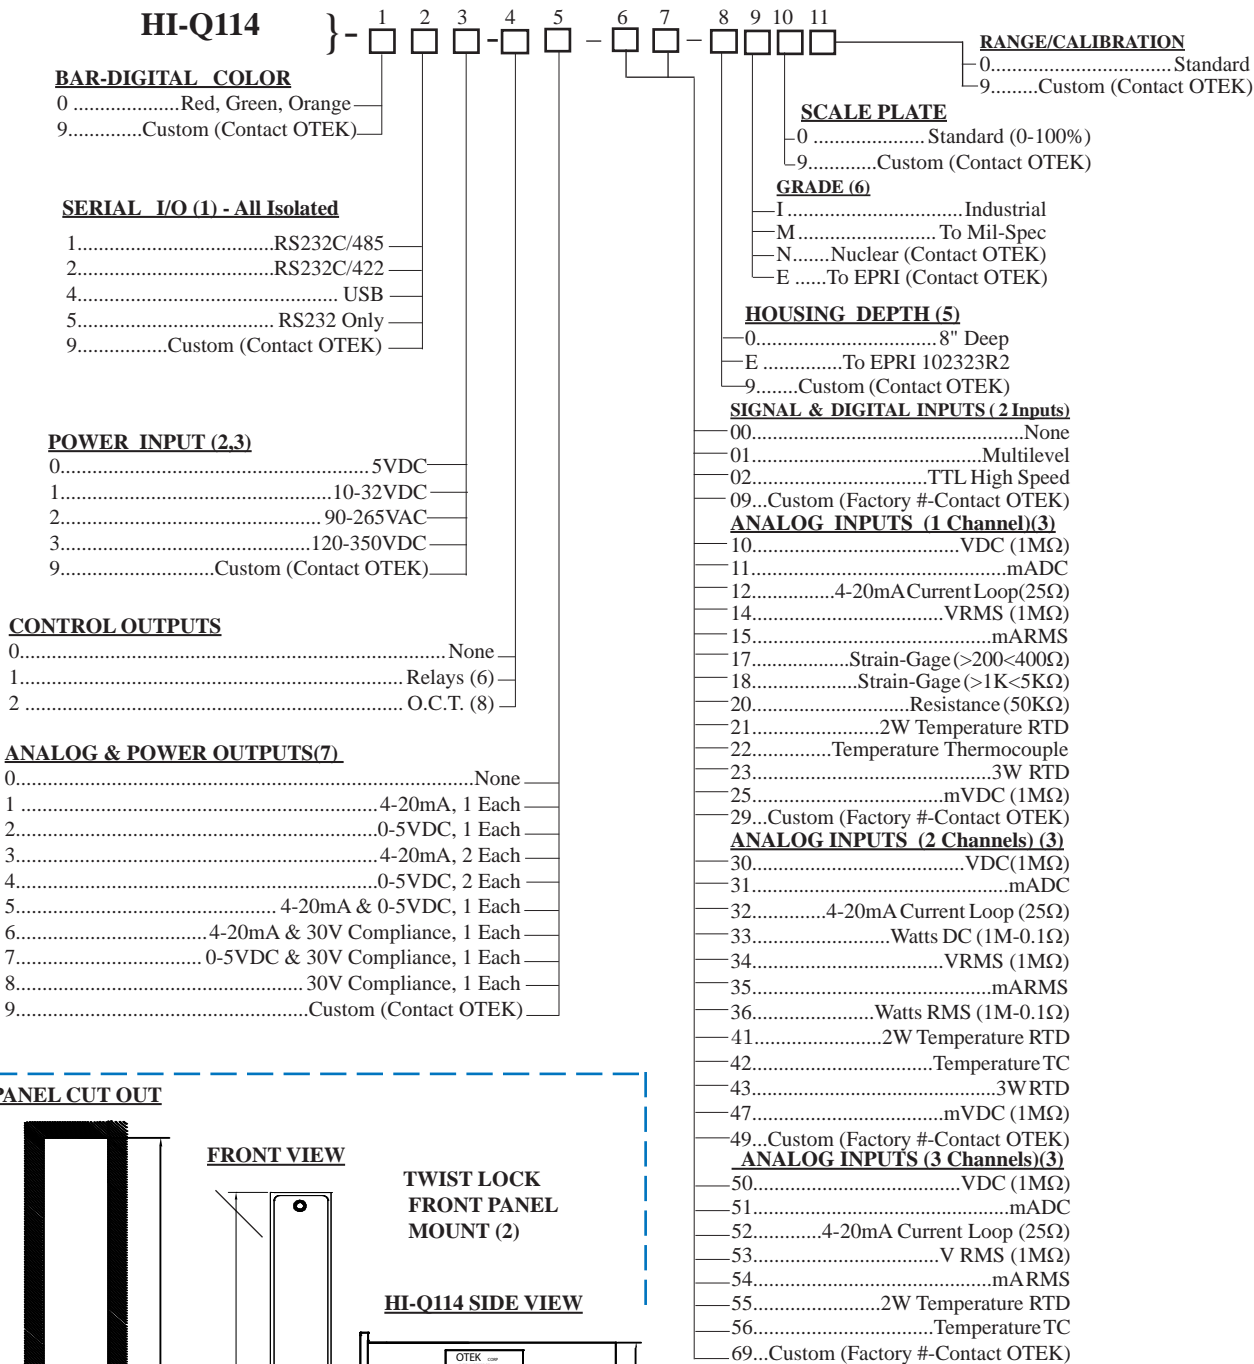 HI-Q114 }- 1 2 3 - 4 5 – 6 7 – 8 9 10 11
BAR-DIGITAL COLOR
0 ....................Red, Green, Orange
9..............Custom (Contact OTEK)
SERIAL I/O (1) - All Isolated
1.....................................RS232C/485
2.....................................RS232C/422
4................................................. USB
5..................................... RS232 Only
9.................Custom (Contact OTEK)
POWER INPUT (2,3)
0..........................................................5VDC
1...................................................10-32VDC
2................................................. 90-265VAC
3...............................................120-350VDC
9.............................Custom (Contact OTEK)
CONTROL OUTPUTS
0................................................................................ None
1........................................................................ Relays (6)
2 ......................................................................... O.C.T. (8)
ANALOG & POWER OUTPUTS(7)
0......................................................................................None
1 ...................................................................4-20mA, 1 Each
2....................................................................0-5VDC, 1 Each
3....................................................................4-20mA, 2 Each
4....................................................................0-5VDC, 2 Each
5................................................. 4-20mA & 0-5VDC, 1 Each
6....................................4-20mA & 30V Compliance, 1 Each
7................................... 0-5VDC & 30V Compliance, 1 Each
8...........................................................30V Compliance, 1 Each
9.......................................................Custom (Contact OTEK)
RANGE/CALIBRATION
0..................................Standard
9.........Custom (Contact OTEK)
SCALE PLATE
0 ..................... Standard (0-100%)
9.............Custom (Contact OTEK)
GRADE (6)
I .................................Industrial
M .......................... To Mil-Spec
N.......Nuclear (Contact OTEK)
E ......To EPRI (Contact OTEK)
HOUSING DEPTH (5)
0..................................8" Deep
E ...............To EPRI 102323R2
9........Custom (Contact OTEK)
SIGNAL & DIGITAL INPUTS ( 2 Inputs)
00...................................................None
01...........................................Multilevel
02.................................TTL High Speed
09...Custom (Factory #-Contact OTEK)
ANALOG INPUTS (1 Channel)(3)
10.......................................VDC (1MΩ)
11................................................mADC
12................4-20mA Current Loop(25Ω)
14....................................VRMS (1MΩ)
15.............................................mARMS
17..................Strain-Gage (>200<400Ω)
18....................Strain-Gage (>1K<5KΩ)
20..............................Resistance (50KΩ)
21........................2W Temperature RTD
22...............Temperature Thermocouple
23.............................................3W RTD
25....................................mVDC (1MΩ)
29...Custom (Factory #-Contact OTEK)
ANALOG INPUTS (2 Channels) (3)
30........................................VDC(1MΩ)
31................................................mADC
32.............4-20mA Current Loop (25Ω)
33..........................Watts DC (1M-0.1Ω)
34....................................VRMS (1MΩ)
35.............................................mARMS
36.......................Watts RMS (1M-0.1Ω)
41........................2W Temperature RTD
42..................................Temperature TC
43..............................................3W RTD
47....................................mVDC (1MΩ)
49...Custom (Factory #-Contact OTEK)
ANALOG INPUTS (3 Channels)(3)
50.......................................VDC (1MΩ)
51................................................mADC
52.............4-20mA Current Loop (25Ω)
53...................................V RMS (1MΩ)
54.............................................mARMS
55........................2W Temperature RTD
56..................................Temperature TC
69...Custom (Factory #-Contact OTEK)
PANEL CUT OUT
FRONT VIEW
TWIST LOCK
FRONT PANEL
MOUNT (2)
HI-Q114 SIDE VIEW
OTEK CORP